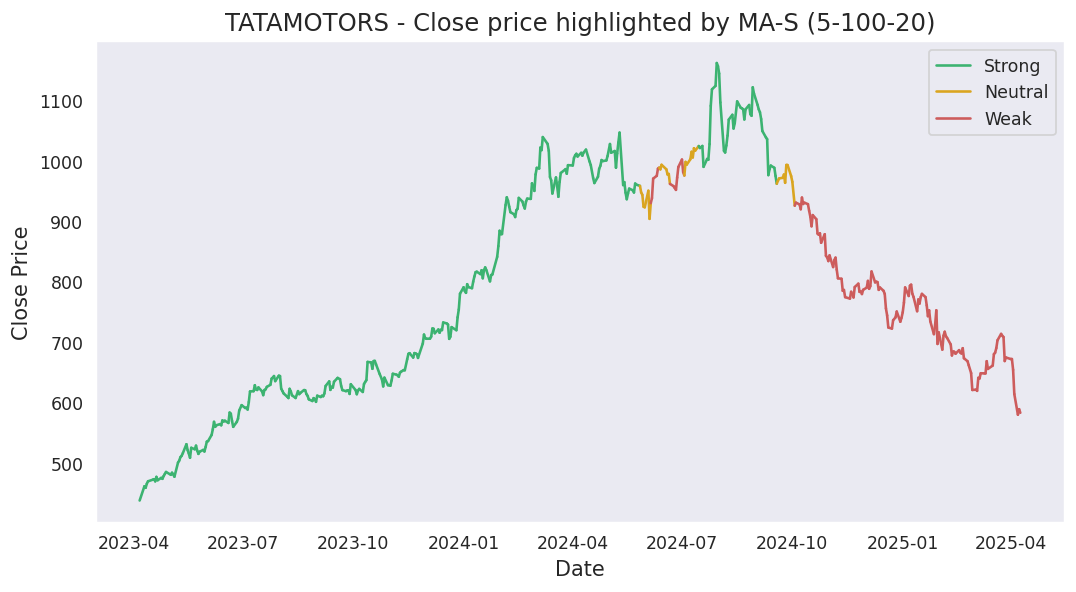 TATAMOTORS - Close price highlighted by MA-S (5-100-20)
Strong
Neutral
Weak
Close Price
1100
1000
900
800
700
600
500
2023-04 2023-07 2023-10 2024-01 2024-04 2024-07 2024-10 2025-01 2025-04
Date